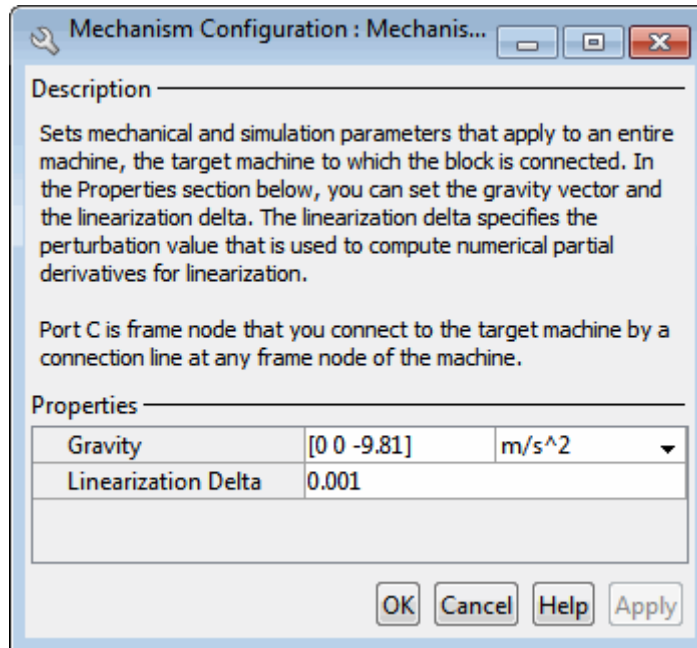 Mechanism Configuration : Mechanis...
Description
Sets mechanical and simulation parameters that apply to an entire
machine, the target machine to which the block is connected. In
the Properties section below, you can set the gravity vector and
the linearization delta. The linearization delta specifies the
perturbation value that is used to compute numerical partial
derivatives for linearization.
Port C is frame node that you connect to the target machine by a
connection line at any frame node of the machine.
Properties
Gravity [0 0 -9.81] m/s^2
Linearization Delta 0.001
OK Cancel Help Apply